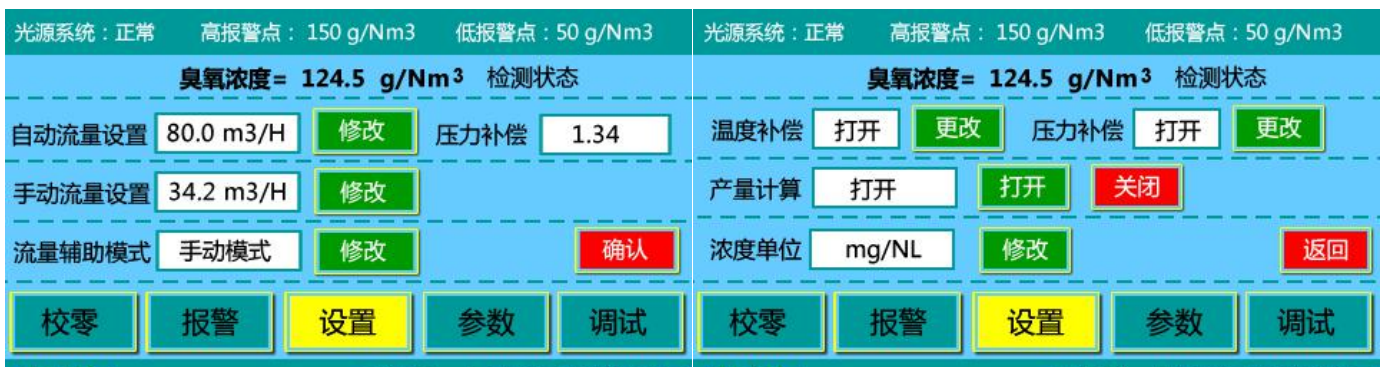 光源系统：正常 高报警点： 150 g/Nm3 低报警点：50 g/Nm3
臭氧浓度= 124.5 g/Nm³ 检测状态
自动流量设置 80.0 m3/H 修改 压力补偿 1.34
手动流量设置 34.2 m3/H 修改
流量辅助模式 手动模式 修改 确认
校零 报警 设置 参数 调试
光源系统：正常 高报警点： 150 g/Nm3 低报警点：50 g/Nm3
臭氧浓度= 124.5 g/Nm³ 检测状态
温度补偿 打开 更改 压力补偿 打开 更改
产量计算 打开 打开 关闭
浓度单位 mg/NL 修改 返回
校零 报警 设置 参数 调试